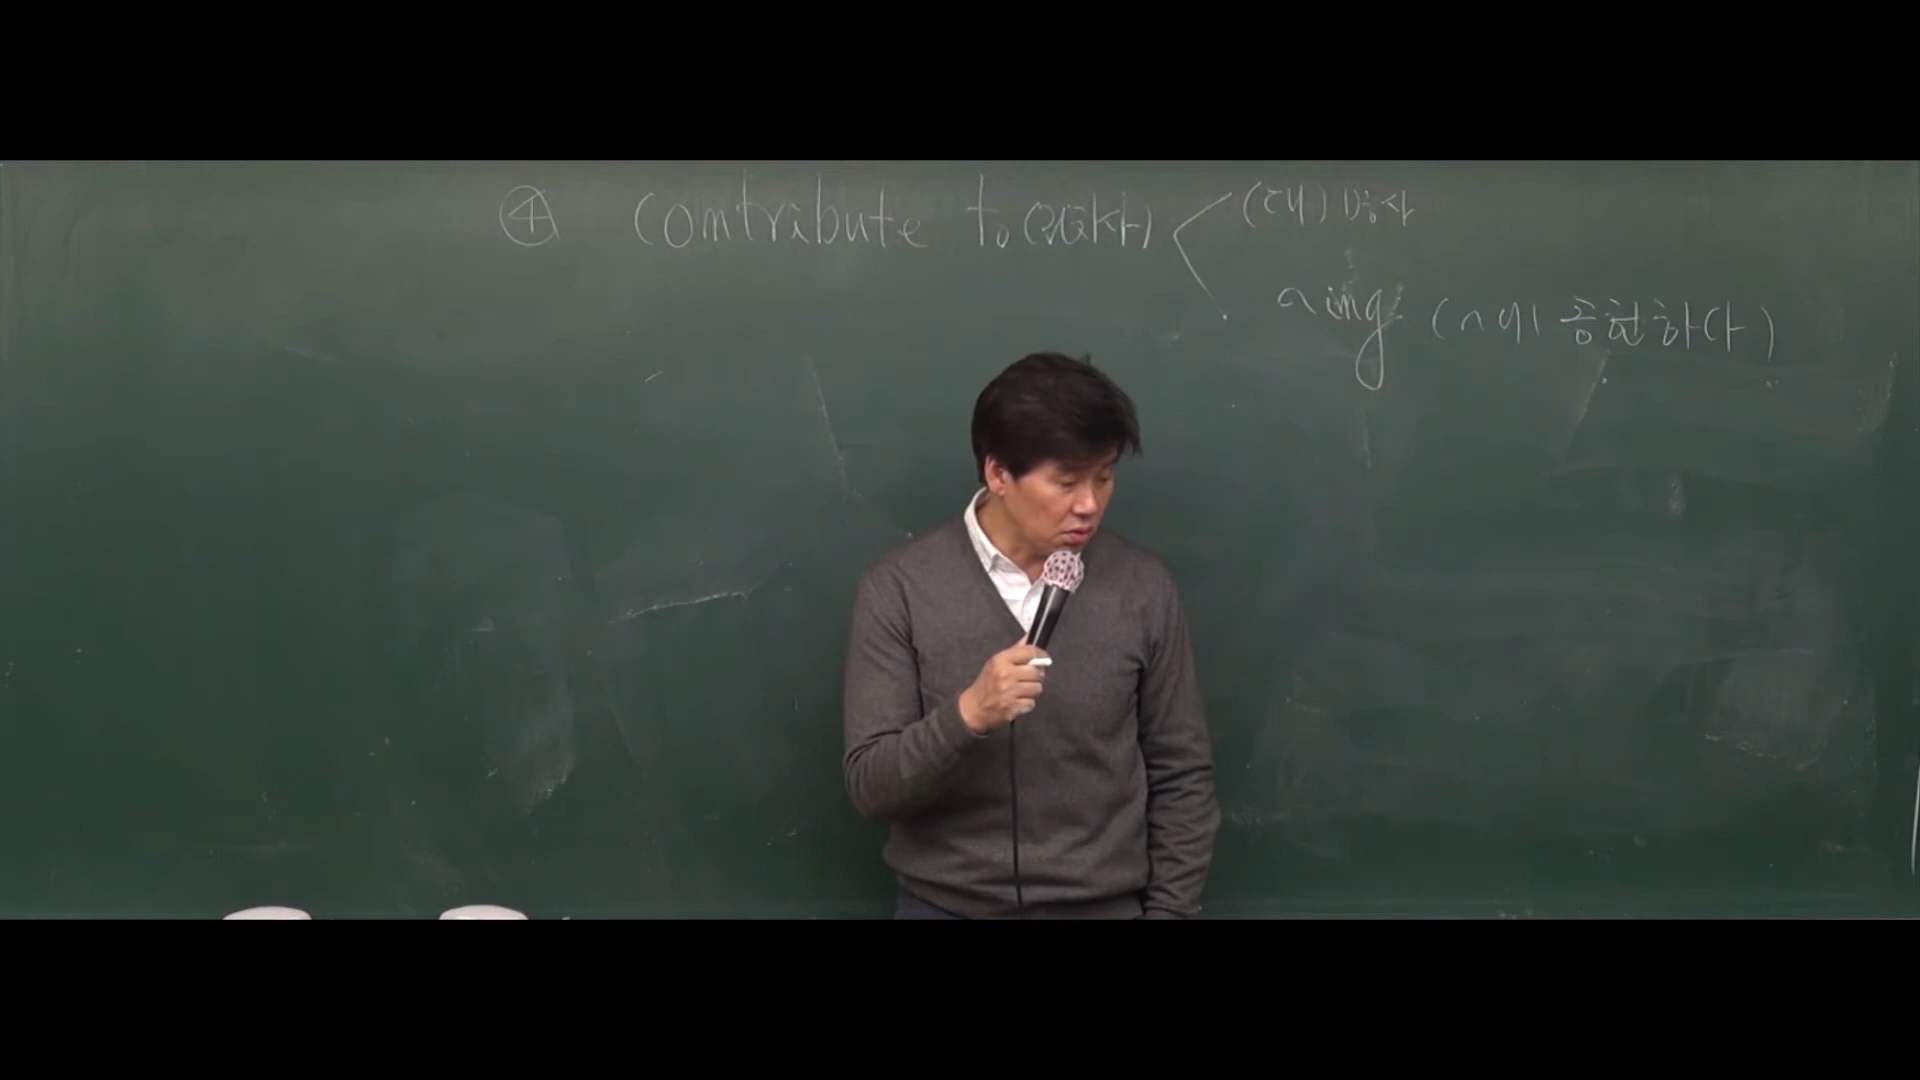 ④ contribute to(전치사) (대)명사
~ing: (~에 공헌하다)